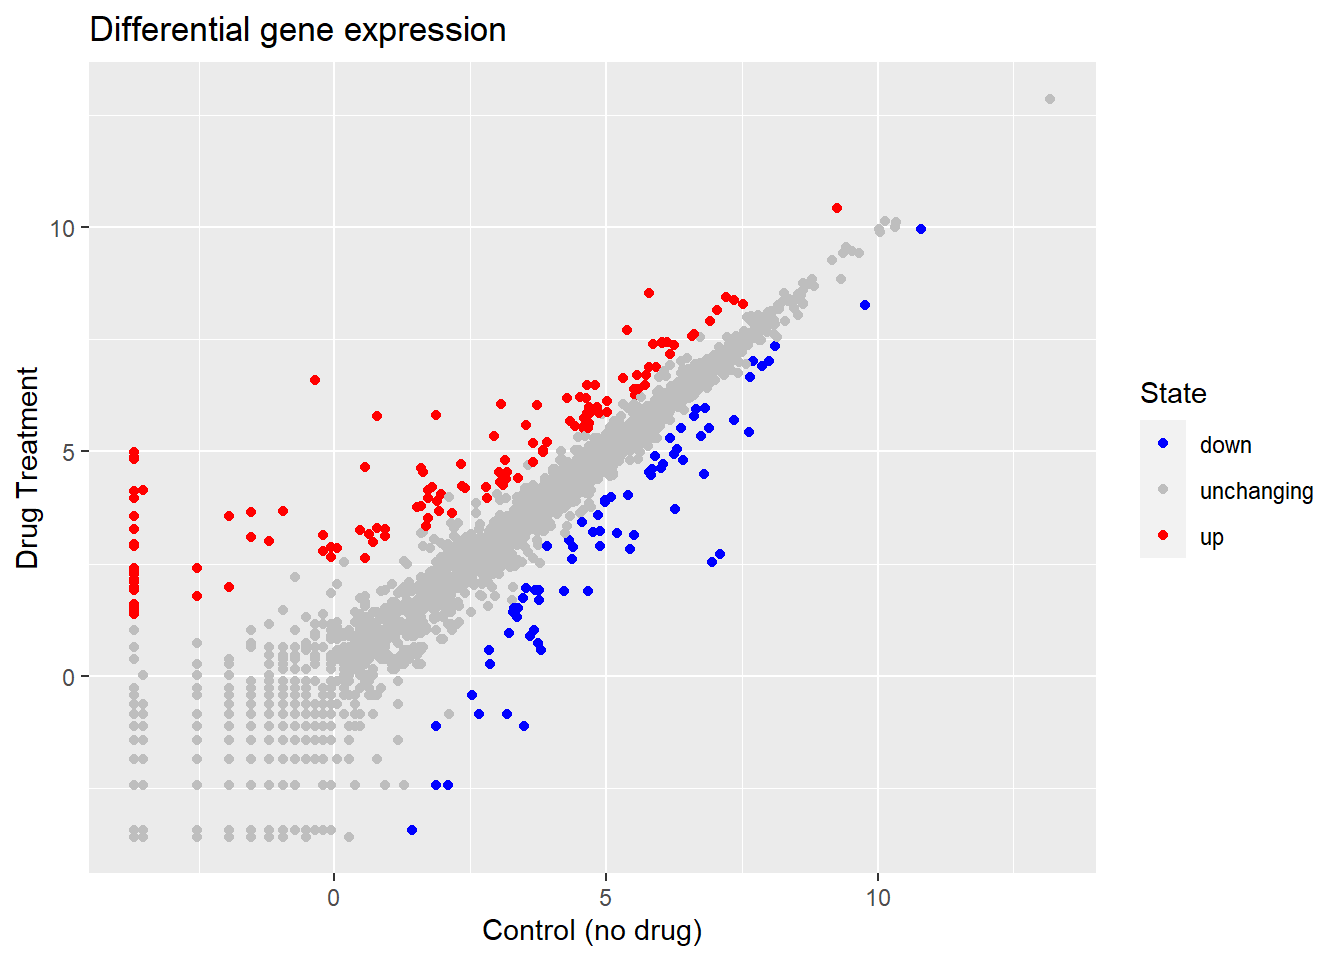 Differential gene expression
10
5
0
Drug Treatment
0 5 10
Control (no drug)
State
down
unchanging
up